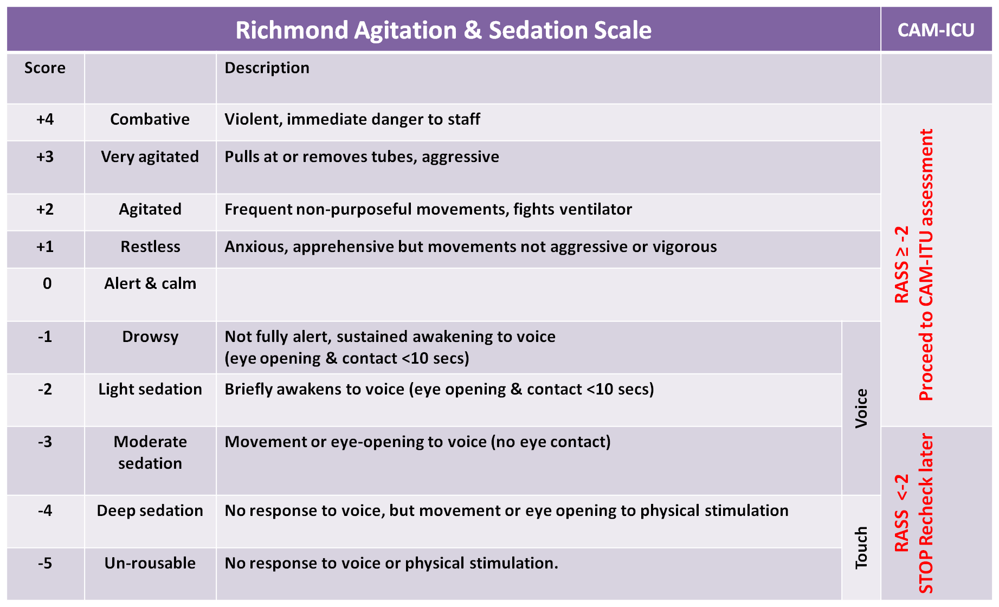 Richmond Agitation & Sedation Scale
CAM-ICU
Score
Description
+4
Combative
Violent, immediate danger to staff
+3
Very agitated
Pulls at or removes tubes, aggressive
+2
Agitated
Frequent non-purposeful movements, fights ventilator
+1
Restless
Anxious, apprehensive but movements not aggressive or vigorous
0
Alert & calm
RASS ≥ -2
Proceed to CAM-ITU assessment
-1
Drowsy
Not fully alert, sustained awakening to voice
(eye opening & contact <10 secs)
-2
Light sedation
Briefly awakens to voice (eye opening & contact <10 secs)
Voice
-3
Moderate
sedation
Movement or eye-opening to voice (no eye contact)
-4
Deep sedation
No response to voice, but movement or eye opening to physical stimulation
Touch
-5
Un-rousable
No response to voice or physical stimulation.
RASS <-2
STOP Recheck later